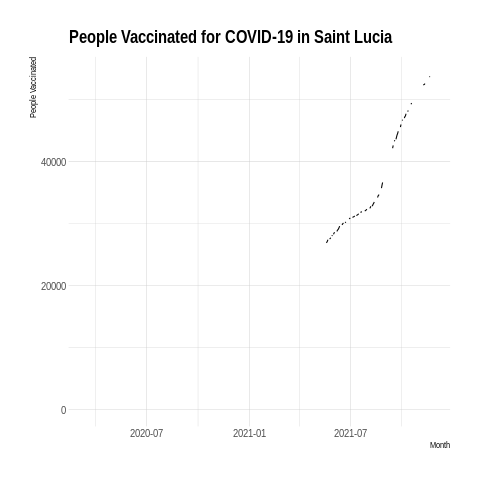 People Vaccinated for COVID-19 in Saint Lucia
People Vaccinated
40000
20000
0
2020-07 2021-01 2021-07
Month